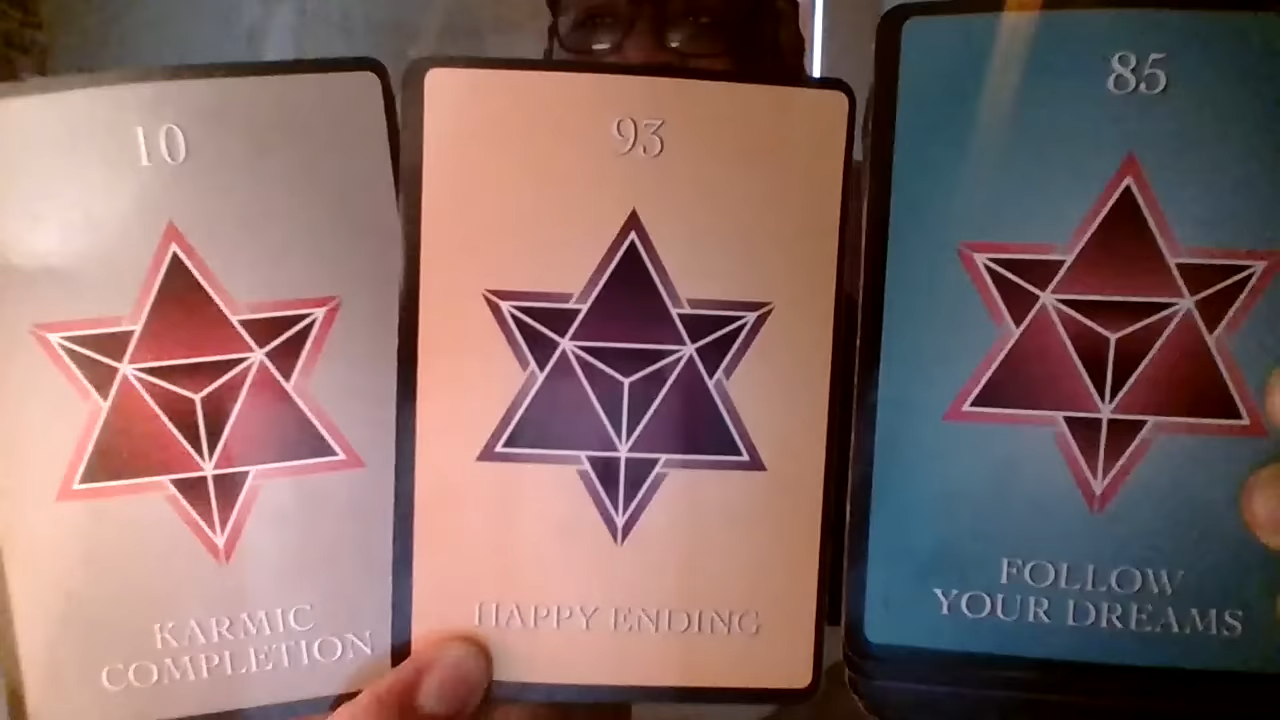 10
KARMIC
COMPLETION
93
HAPPY ENDING
85
FOLLOW
YOUR DREAMS